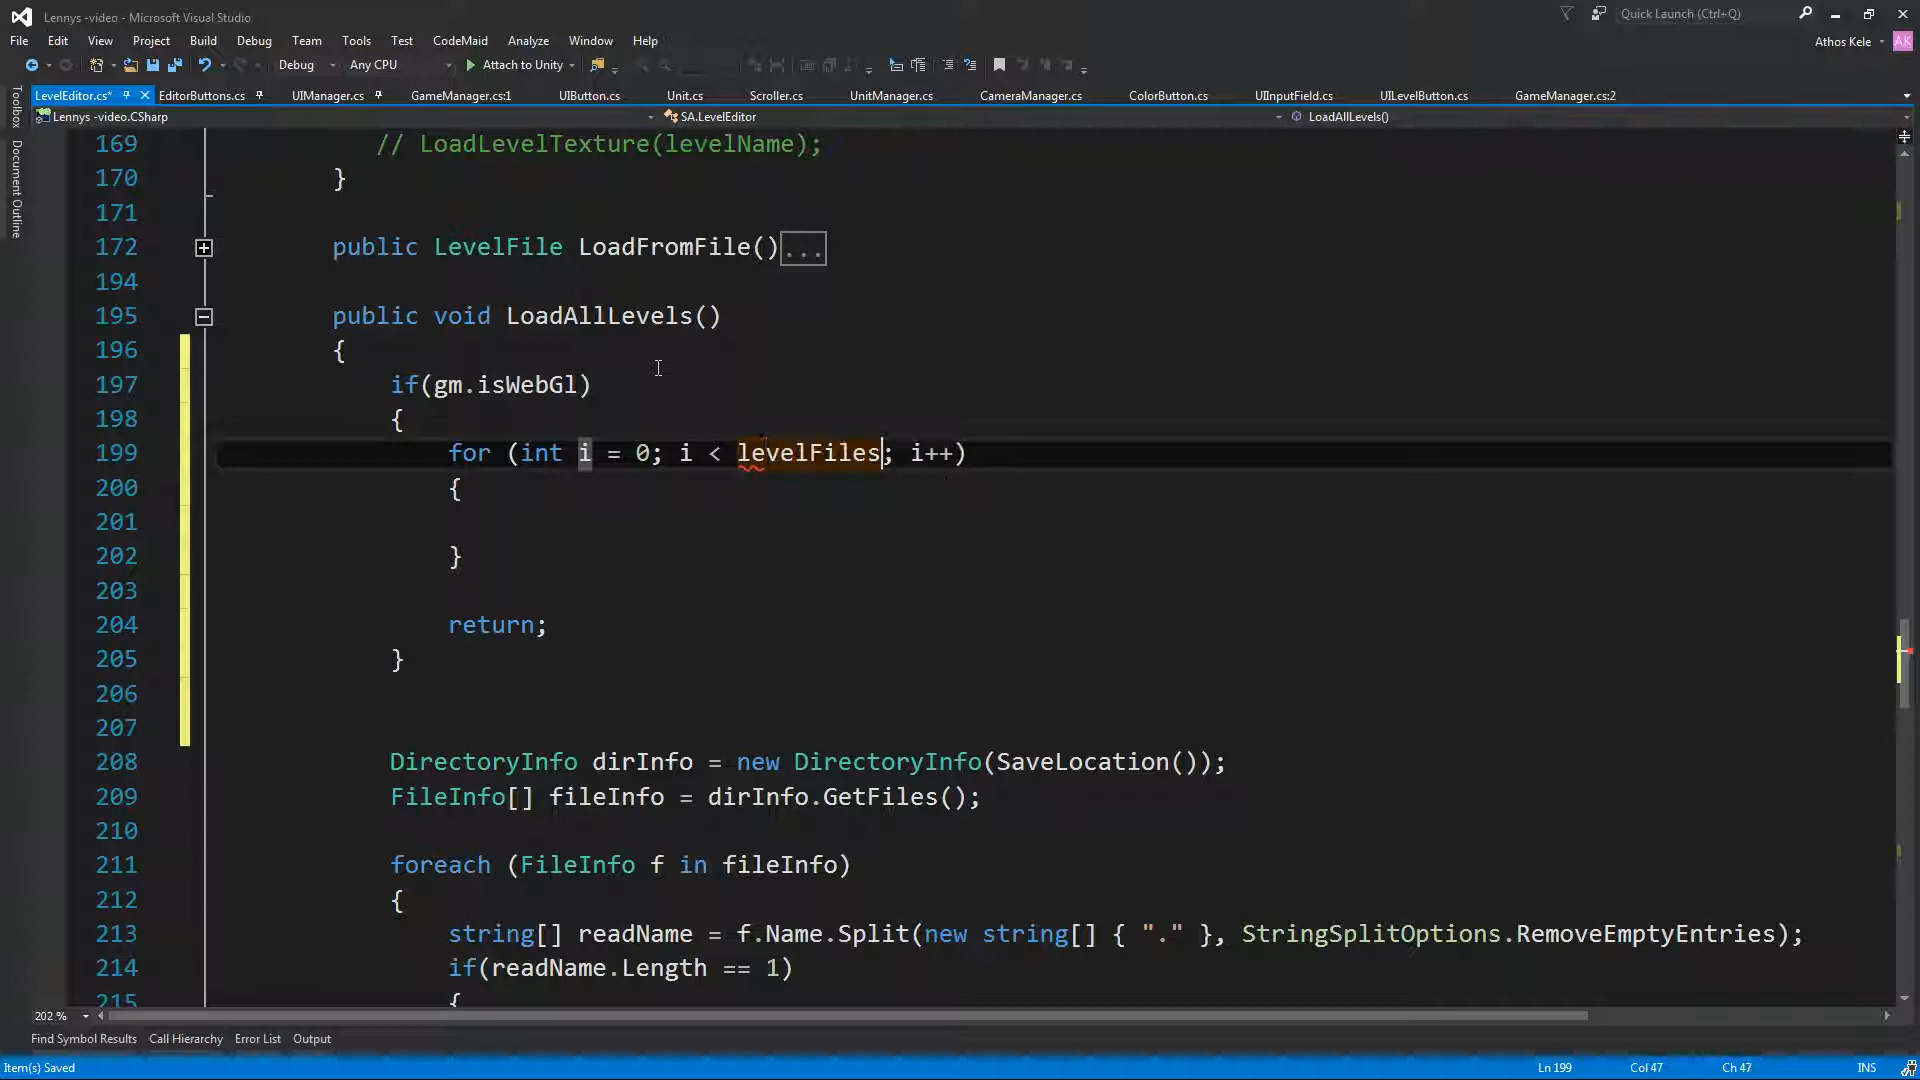 Lennys -video - Microsoft Visual Studio
Quick Launch (Ctrl+Q)
File Edit View Project Build Debug Team Tools Test CodeMaid Analyze Window Help
Athos Kele AK
Debug Any CPU Attach to Unity
LevelEditor.cs* EditorButtons.cs UIManager.cs GameManager.cs:1 UIButton.cs Unit.cs Scroller.cs UnitManager.cs CameraManager.cs ColorButton.cs UIInputField.cs UILevelButton.cs GameManager.cs:2
Lennys -video.CSharp SA.LevelEditor LoadAllLevels()
Toolbox
Document Outline
169 // LoadLevelTexture(levelName);
170 }
171
172 public LevelFile LoadFromFile()...
194
195 public void LoadAllLevels()
196 {
197 if(gm.isWebGl)
198 {
199 for (int i = 0; i < levelFiles; i++)
200 {
201
202 }
203
204 return;
205 }
206
207
208 DirectoryInfo dirInfo = new DirectoryInfo(SaveLocation());
209 FileInfo[] fileInfo = dirInfo.GetFiles();
210
211 foreach (FileInfo f in fileInfo)
212 {
213 string[] readName = f.Name.Split(new string[] { "." }, StringSplitOptions.RemoveEmptyEntries);
214 if(readName.Length == 1)
215 {
202 %
Find Symbol Results Call Hierarchy Error List Output
Item(s) Saved Ln 199 Col 47 Ch 47 INS